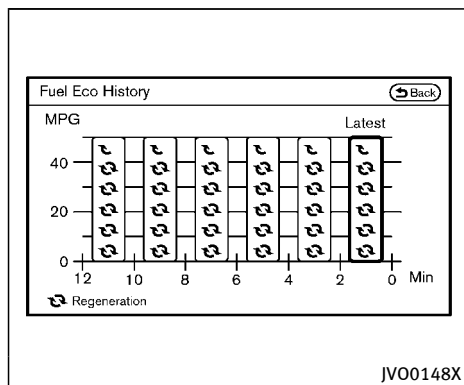 Fuel Eco History
Back
MPG
Latest
40
20
0
12 10 8 6 4 2 0 Min
Regeneration
JVO0148X